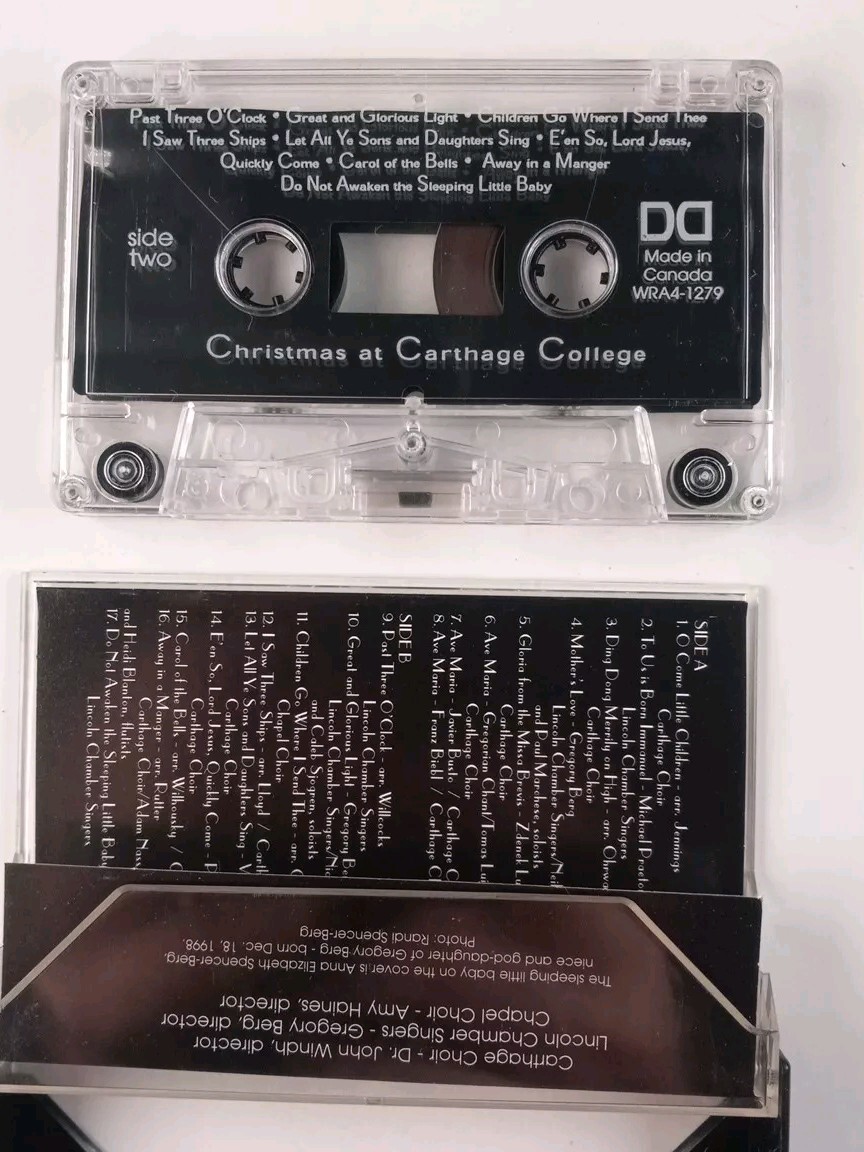 Past Three O'Clock • Great and Glorious Light • Children Go Where I Send Thee
I Saw Three Ships • Let All Ye Sons and Daughters Sing • E'en So, Lord Jesus,
Quickly Come • Carol of the Bells • Away in a Manger
Do Not Awaken the Sleeping Little Baby
side
two
Made in
Canada
WRA4-1279
Christmas at Carthage College
SIDE A
1. O Come Little Children - arr. Jennings
Carthage Choir
2. To Us is Born Immanuel - Michael
Lincoln Chamber Singers
3. Ding Dong Merrily on High - arr.
Carthage Choir
4. Mother's Love - Gregory Berg
Lincoln Chamber Singers/
and Paul Marchese, soloists
5. Gloria from the Missa Brevis - Zdenek
Carthage Choir
6. Ave Maria - Gregorian Chant/Tomas
Carthage Choir
7. Ave Maria - Javier Busto / Carthage
8. Ave Maria - Franz Biebl / Carthage
SIDE B
9. Past Three O'Clock - arr. Willcocks
Lincoln Chamber Singers
10. Great and Glorious Light - Gregory
Lincoln Chamber Singers/
and Caleb Sjogren, soloists
11. Children Go Where I Send Thee - arr.
Chapel Choir
12. I Saw Three Ships - arr. Lloyd /
13. Let All Ye Sons and Daughters Sing -
Carthage Choir
14. E'en So, Lord Jesus, Quickly Come -
Carthage Choir
15. Carol of the Bells - arr. Wilhousky /
16. Away in a Manger - arr. Rutter
Carthage Choir/Adam
and Heidi Blanton, flutists
17. Do Not Awaken the Sleeping Little Baby
Lincoln Chamber Singers
Carthage Choir - Dr. John Windh, director
Lincoln Chamber Singers - Gregory Berg, director
Chapel Choir - Amy Haines, director
The sleeping little baby on the cover is Anna Elizabeth Spencer-Berg,
niece and god-daughter of Gregory Berg - born Dec. 18, 1998.
Photo: Randi Spencer-Berg